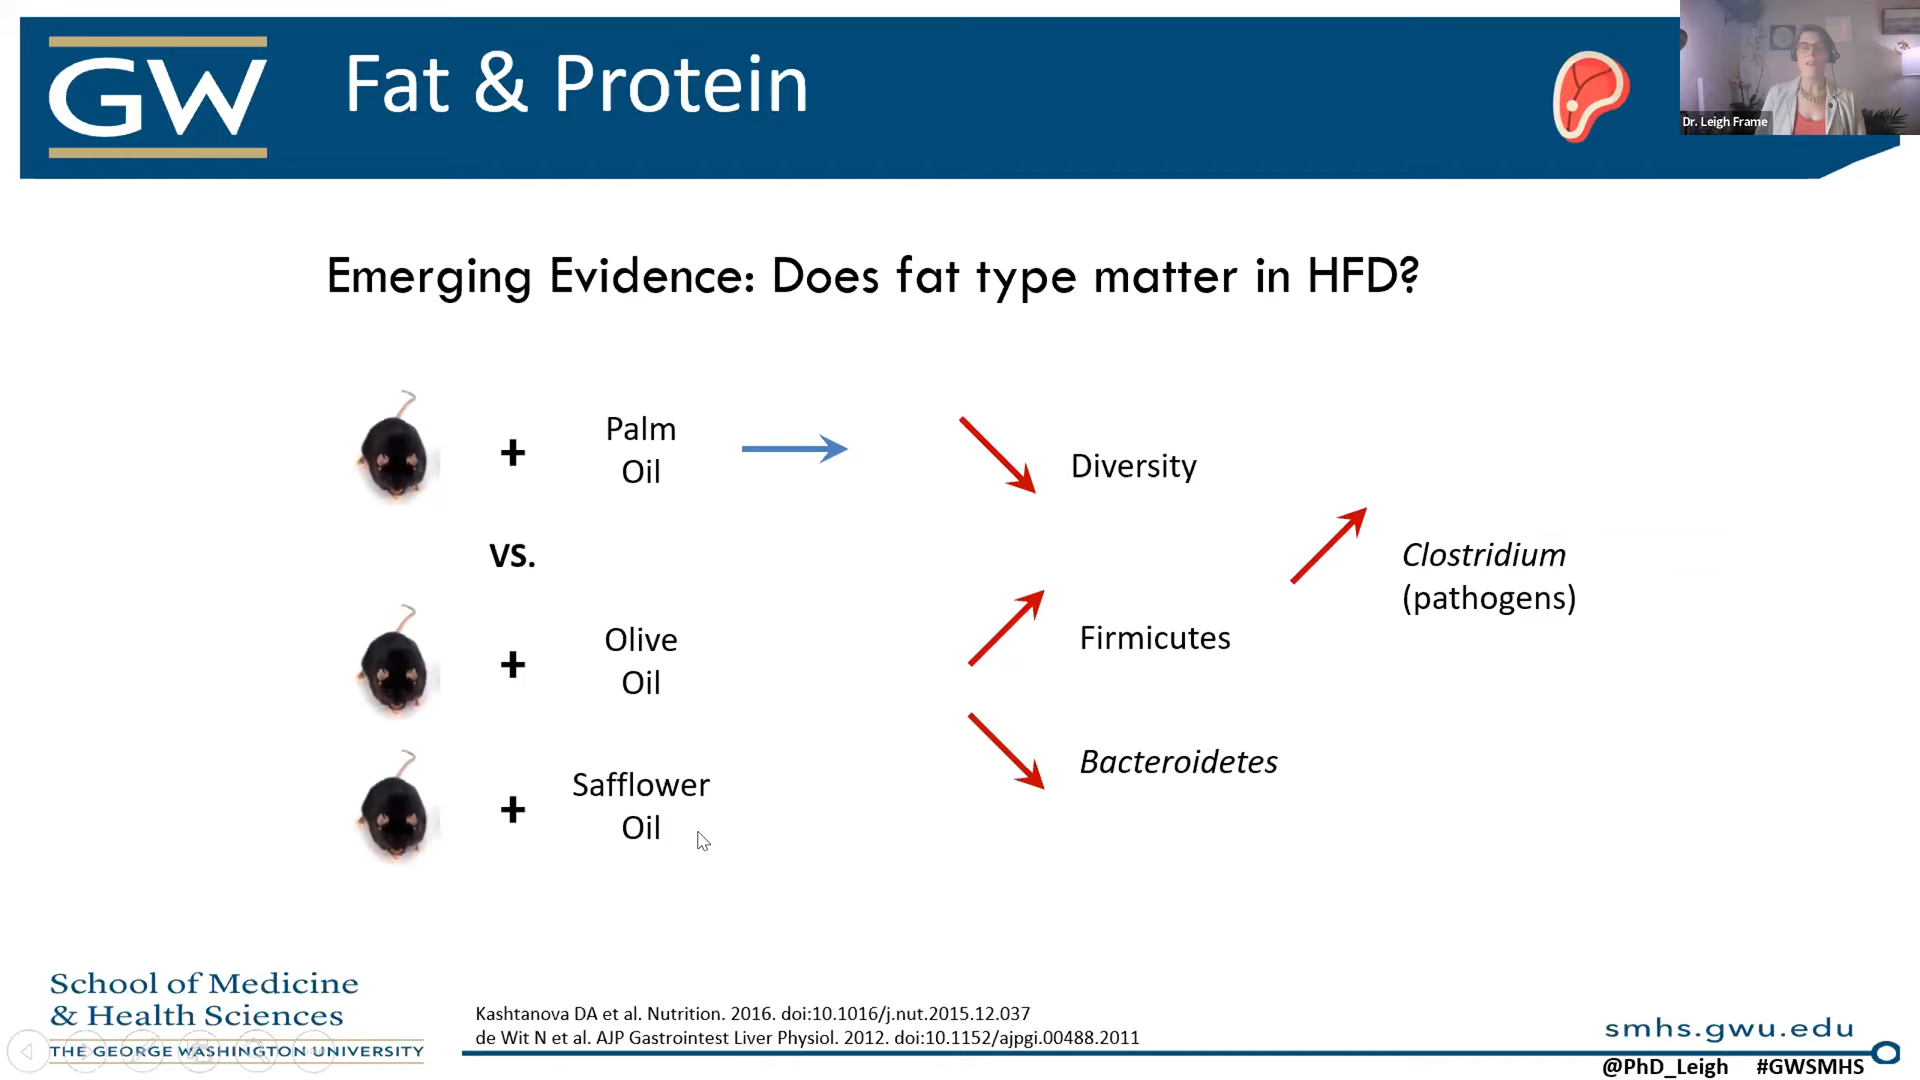 GW
Fat & Protein
Dr. Leigh Frame
Emerging Evidence: Does fat type matter in HFD?
+
Palm
Oil
Diversity
VS.
Clostridium
(pathogens)
+
Olive
Oil
Firmicutes
Bacteroidetes
+
Safflower
Oil
School of Medicine
& Health Sciences
THE GEORGE WASHINGTON UNIVERSITY
Kashtanova DA et al. Nutrition. 2016. doi:10.1016/j.nut.2015.12.037
de Wit N et al. AJP Gastrointest Liver Physiol. 2012. doi:10.1152/ajpgi.00488.2011
smhs.gwu.edu
@PhD_Leigh #GWSMHS